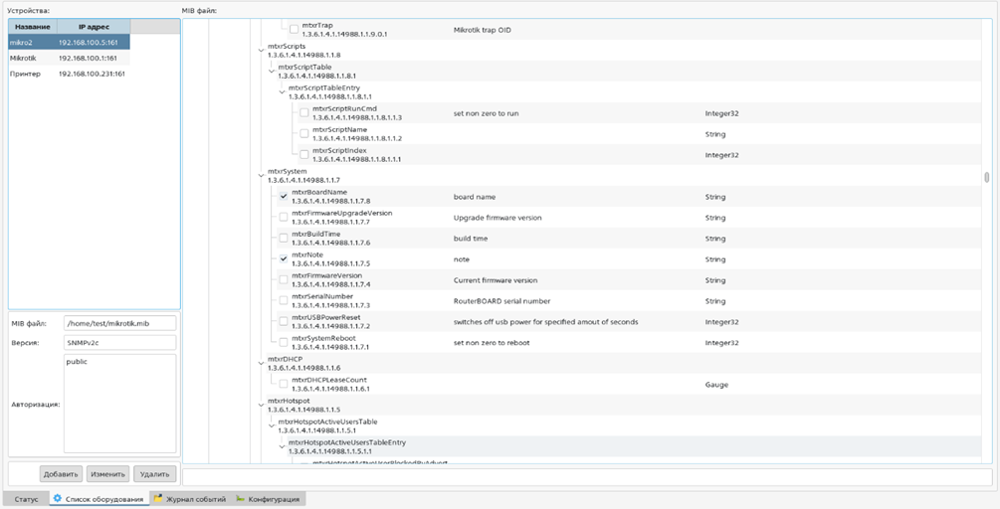 Устройства:
MIB файл:
Название IP адрес
mikro2 192.168.100.5:161
Mikrotik 192.168.100.1:161
Принтер 192.168.100.231:161
mtxrTrap
1.3.6.1.4.1.14988.1.1.9.0.1
Mikrotik trap OID
mtxrScripts
1.3.6.1.4.1.14988.1.1.8
mtxrScriptTable
1.3.6.1.4.1.14988.1.1.8.1
mtxrScriptTableEntry
1.3.6.1.4.1.14988.1.1.8.1.1
mtxrScriptRunCmd
1.3.6.1.4.1.14988.1.1.8.1.1.3
set non zero to run Integer32
mtxrScriptName
1.3.6.1.4.1.14988.1.1.8.1.1.2
String
mtxrScriptIndex
1.3.6.1.4.1.14988.1.1.8.1.1.1
Integer32
mtxrSystem
1.3.6.1.4.1.14988.1.1.7
mtxrBoardName
1.3.6.1.4.1.14988.1.1.7.8
board name String
mtxrFirmwareUpgradeVersion
1.3.6.1.4.1.14988.1.1.7.7
Upgrade firmware version String
mtxrBuildTime
1.3.6.1.4.1.14988.1.1.7.6
build time String
mtxrNote
1.3.6.1.4.1.14988.1.1.7.5
note String
mtxrFirmwareVersion
1.3.6.1.4.1.14988.1.1.7.4
Current firmware version String
mtxrSerialNumber
1.3.6.1.4.1.14988.1.1.7.3
RouterBOARD serial number String
mtxrUSBPowerReset
1.3.6.1.4.1.14988.1.1.7.2
switches off usb power for specified amout of seconds Integer32
mtxrSystemReboot
1.3.6.1.4.1.14988.1.1.7.1
set non zero to reboot Integer32
mtxrDHCP
1.3.6.1.4.1.14988.1.1.6
mtxrDHCPLeaseCount
1.3.6.1.4.1.14988.1.1.6.1
Gauge
mtxrHotspot
1.3.6.1.4.1.14988.1.1.5
mtxrHotspotActiveUsersTable
1.3.6.1.4.1.14988.1.1.5.1
mtxrHotspotActiveUsersTableEntry
1.3.6.1.4.1.14988.1.1.5.1.1
mtxrHotspotActiveUserBlockedByAdvert
MIB файл: /home/test/mikrotik.mib
Версия: SNMPv2c
Авторизация: public
Добавить Изменить Удалить
Статус Список оборудования Журнал событий Конфигурация